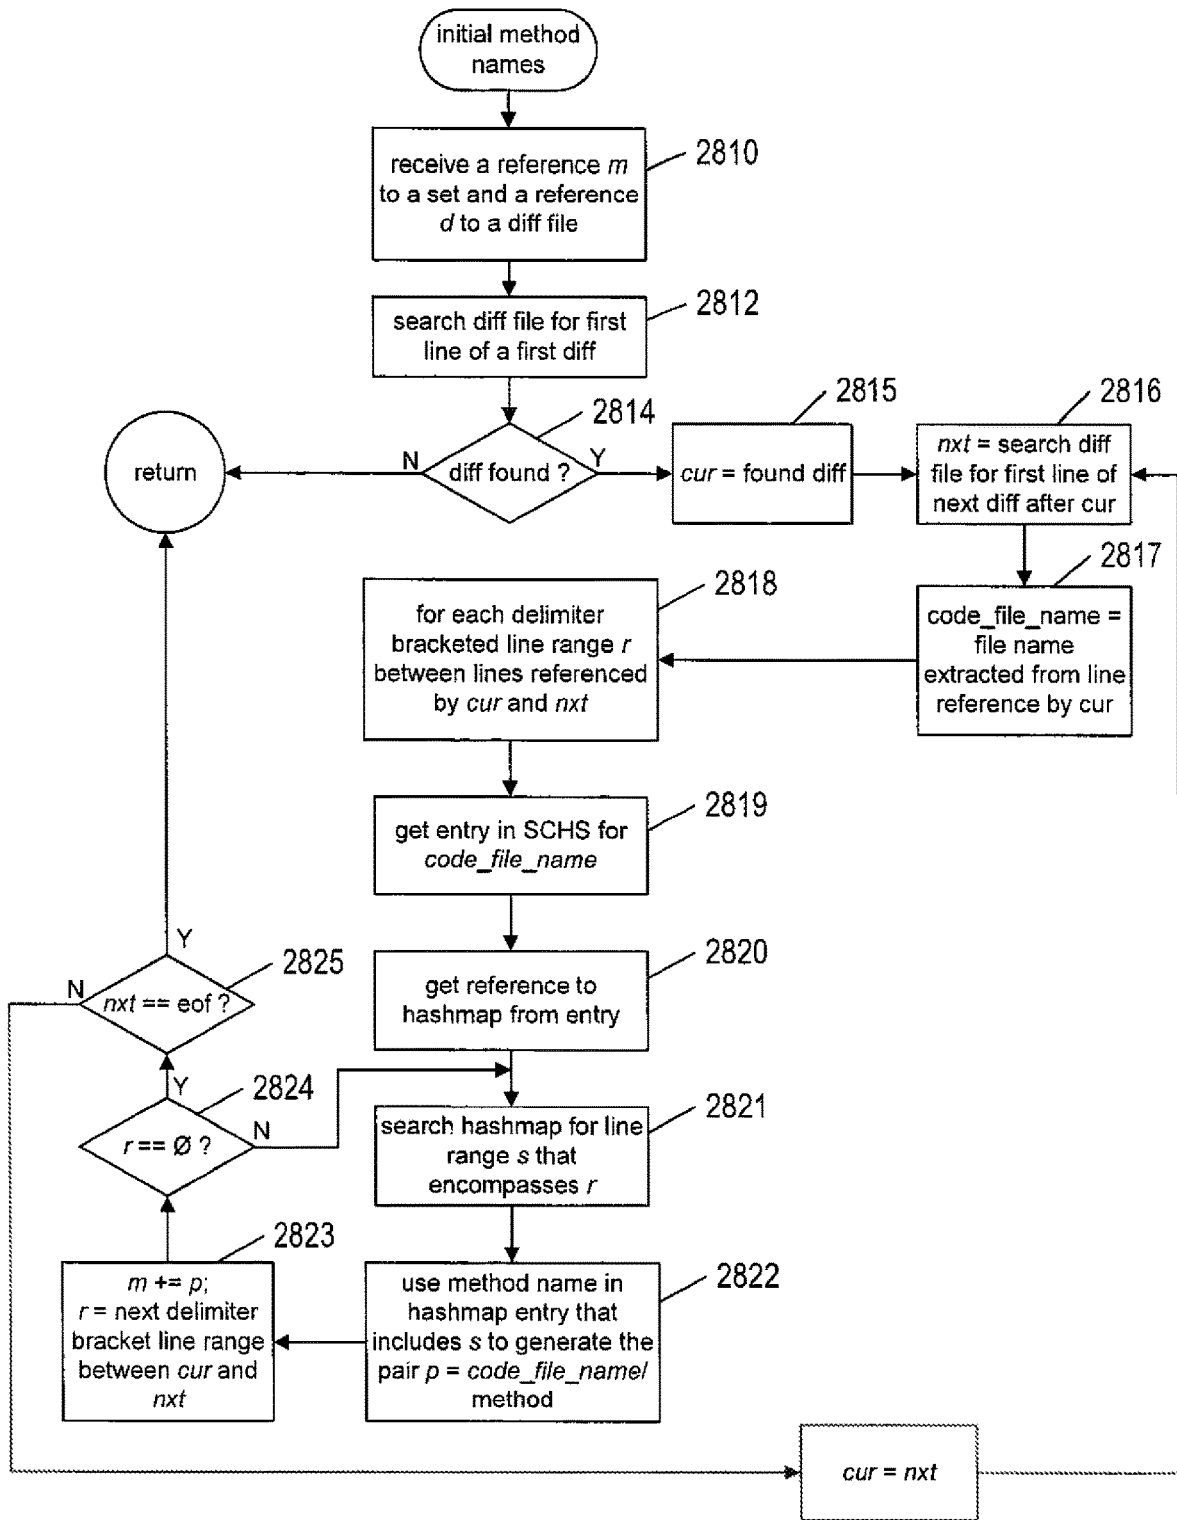 initial method
names
2810
receive a reference m
to a set and a reference
d to a diff file
2812
search diff file for first
line of a first diff
2814
N
diff found ?
Y
return
2815
cur = found diff
2816
nxt = search diff
file for first line of
next diff after cur
2817
code_file_name =
file name
extracted from line
reference by cur
2818
for each delimiter
bracketed line range r
between lines referenced
by cur and nxt
2819
get entry in SCHS for
code_file_name
2820
get reference to
hashmap from entry
2821
search hashmap for line
range s that
encompasses r
2822
use method name in
hashmap entry that
includes s to generate the
pair p = code_file_name/
method
2823
m += p;
r = next delimiter
bracket line range
between cur and
nxt
2824
Y
r == Ø ?
N
2825
Y
N
nxt == eof ?
cur = nxt